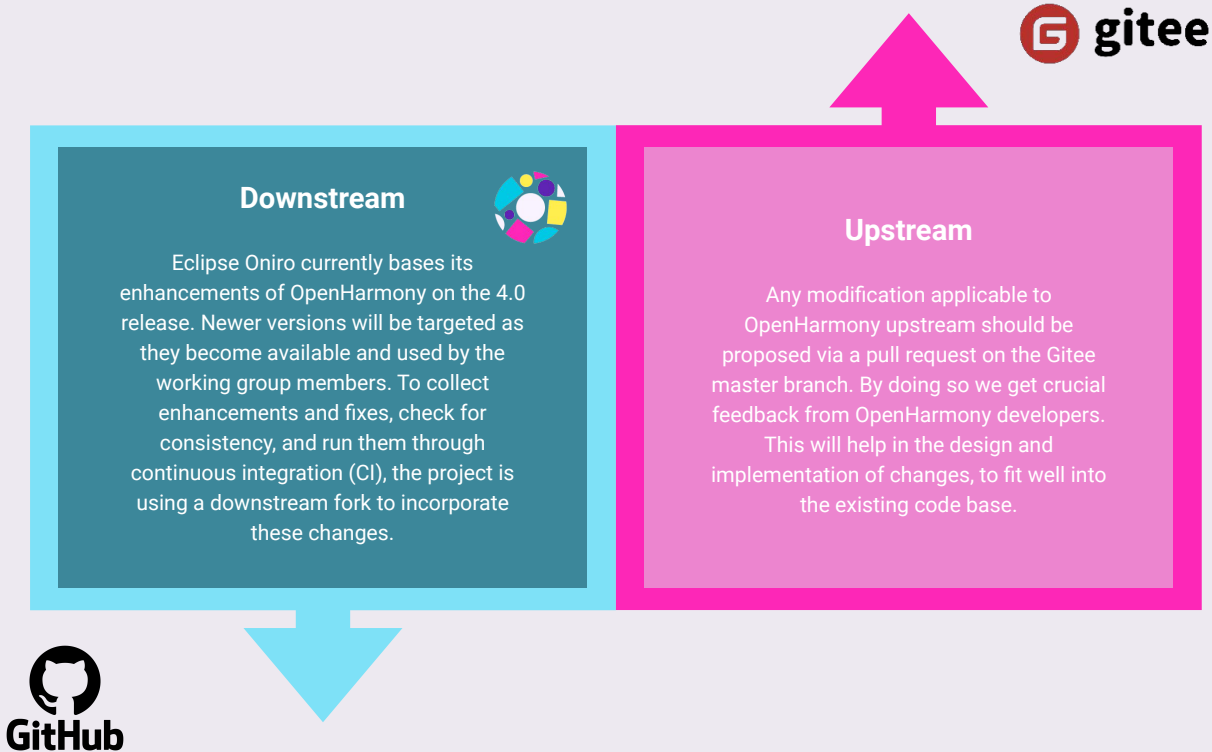 gitee
Downstream
Eclipse Oniro currently bases its
enhancements of OpenHarmony on the 4.0
release. Newer versions will be targeted as
they become available and used by the
working group members. To collect
enhancements and fixes, check for
consistency, and run them through
continuous integration (CI), the project is
using a downstream fork to incorporate
these changes.
Upstream
Any modification applicable to
OpenHarmony upstream should be
proposed via a pull request on the Gitee
master branch. By doing so we get crucial
feedback from OpenHarmony developers.
This will help in the design and
implementation of changes, to fit well into
the existing code base.
GitHub